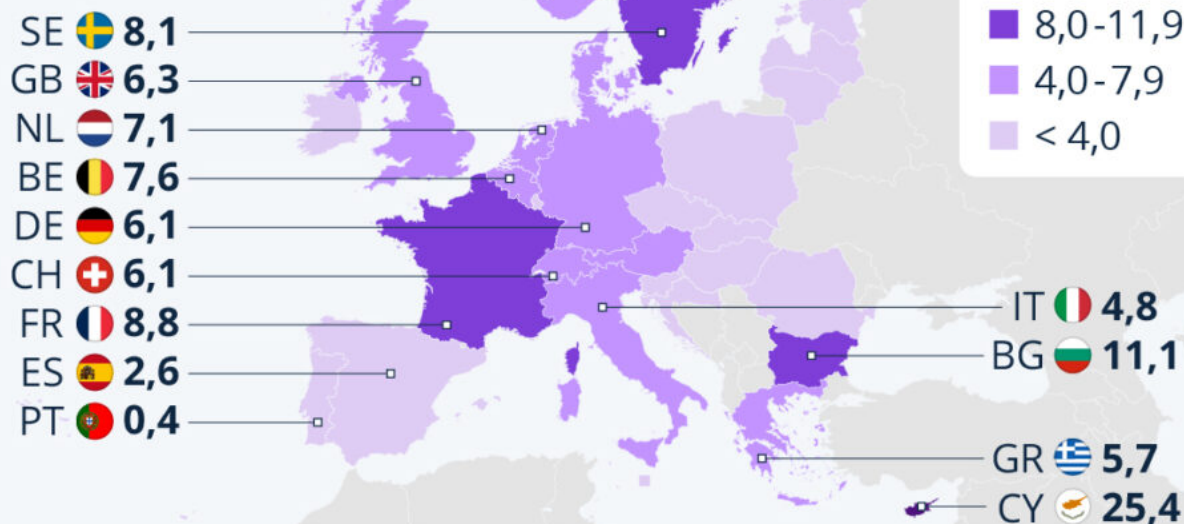 SE 8,1
GB 6,3
NL 7,1
BE 7,6
DE 6,1
CH 6,1
FR 8,8
ES 2,6
PT 0,4
8,0-11,9
4,0-7,9
< 4,0
IT 4,8
BG 11,1
GR 5,7
CY 25,4